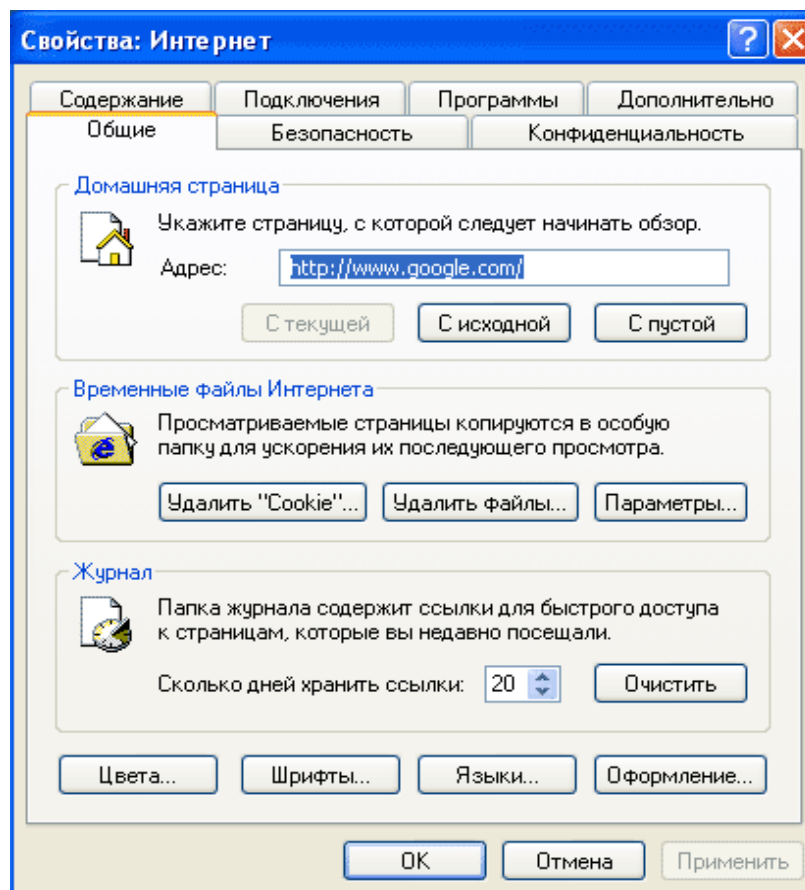 Свойства: Интернет
Содержание Подключения Программы Дополнительно
Общие Безопасность Конфиденциальность
Домашняя страница
Укажите страницу, с которой следует начинать обзор.
Адрес: http://www.google.com/
С текущей С исходной С пустой
Временные файлы Интернета
Просматриваемые страницы копируются в особую
папку для ускорения их последующего просмотра.
Удалить "Cookie"... Удалить файлы... Параметры...
Журнал
Папка журнала содержит ссылки для быстрого доступа
к страницам, которые вы недавно посещали.
Сколько дней хранить ссылки: 20 Очистить
Цвета... Шрифты... Языки... Оформление...
OK Отмена Применить